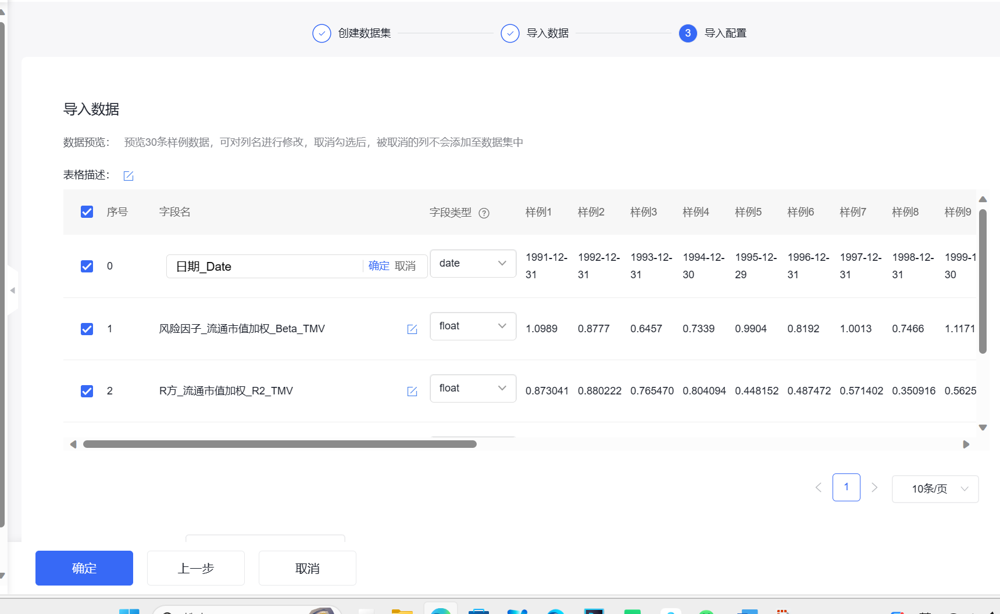 创建数据集 导入数据 3 导入配置
导入数据
数据预览： 预览30条样例数据，可对列名进行修改，取消勾选后，被取消的列不会添加至数据集中
表格描述：
序号 字段名 字段类型 ? 样例1 样例2 样例3 样例4 样例5 样例6 样例7 样例8 样例9
0 日期_Date 确定 取消 date 1991-12-31 1992-12-31 1993-12-31 1994-12-30 1995-12-29 1996-12-31 1997-12-31 1998-12-31 1999-1 30
1 风险因子_流通市值加权_Beta_TMV float 1.0989 0.8777 0.6457 0.7339 0.9904 0.8192 1.0013 0.7466 1.1171
2 R方_流通市值加权_R2_TMV float 0.873041 0.880222 0.765470 0.804094 0.448152 0.487472 0.571402 0.350916 0.5625
1 10条/页
确定 上一步 取消